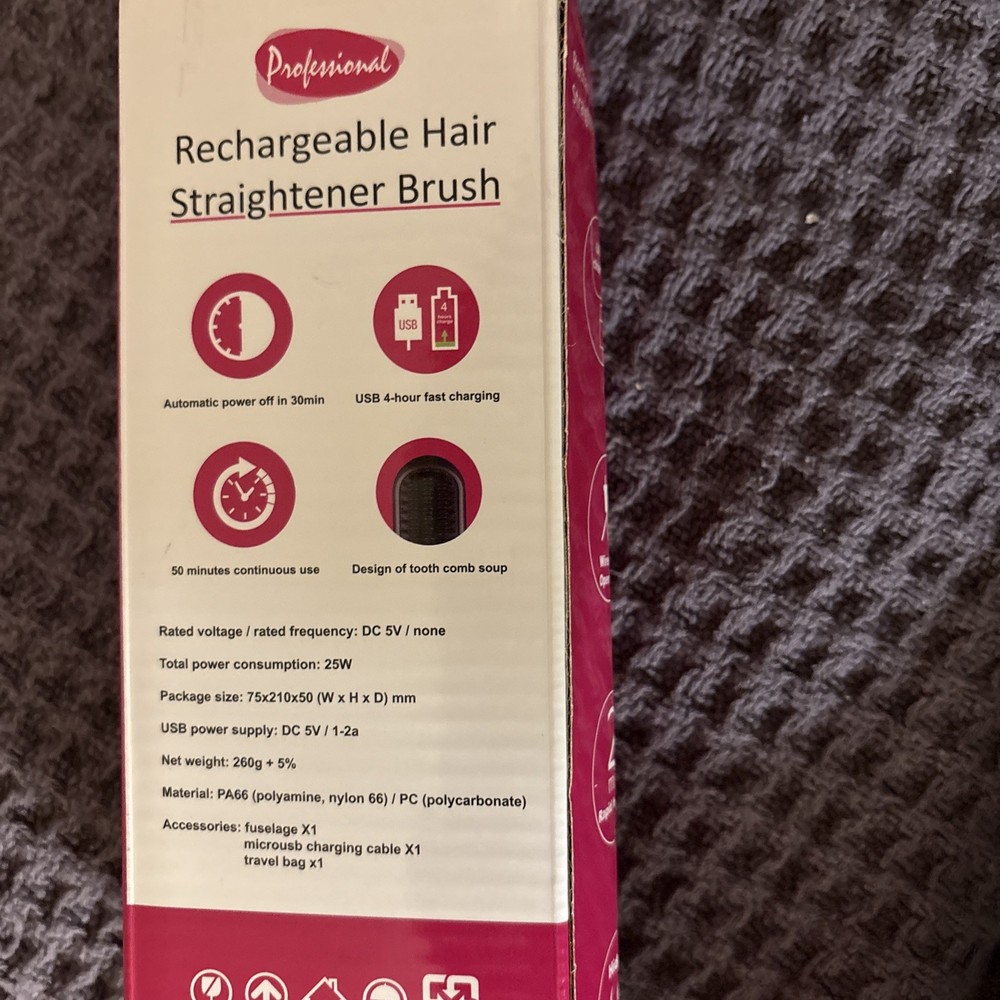 Professional
Rechargeable Hair
Straightener Brush
USB
4
hours
charge
Automatic power off in 30min
USB 4-hour fast charging
50 minutes continuous use
Design of tooth comb soup
Rated voltage / rated frequency: DC 5V / none
Total power consumption: 25W
Package size: 75x210x50 (W x H x D) mm
USB power supply: DC 5V / 1-2a
Net weight: 260g + 5%
Material: PA66 (polyamine, nylon 66) / PC (polycarbonate)
Accessories: fuselage X1
microusb charging cable X1
travel bag x1